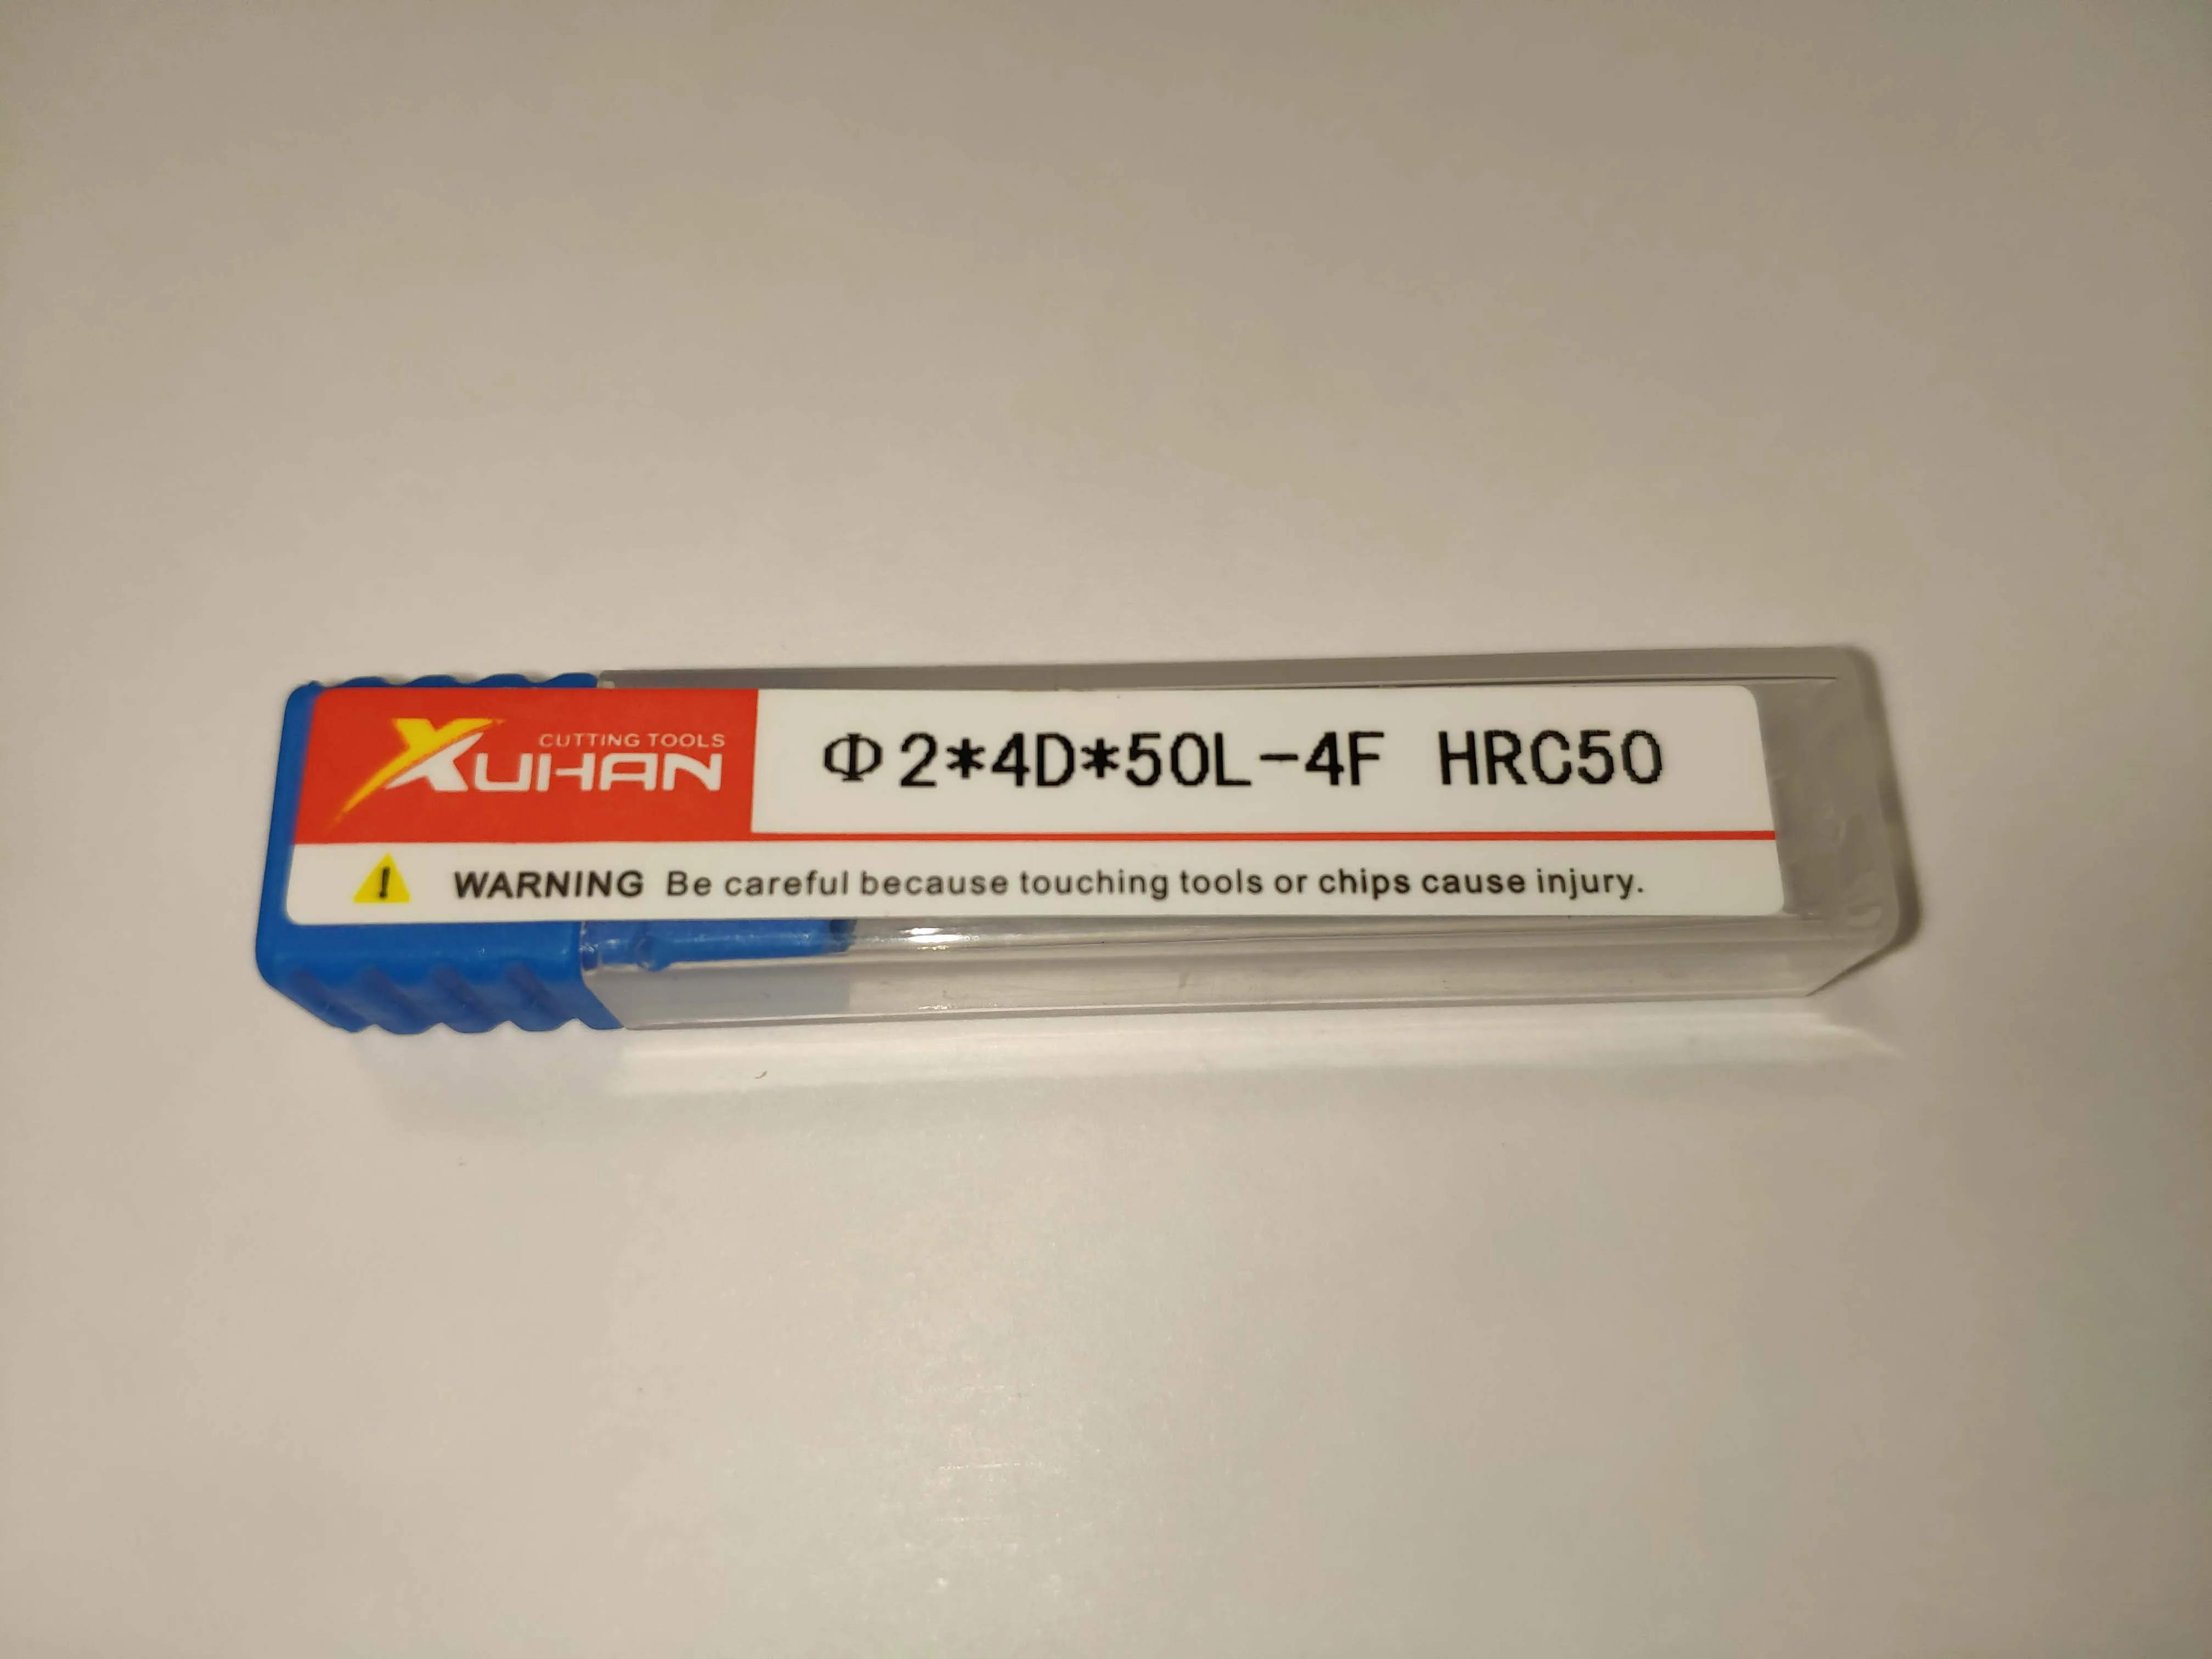 CUTTING TOOLS
XUHAN
Φ2*4D*50L-4F HRC50
! WARNING Be careful because touching tools or chips cause injury.